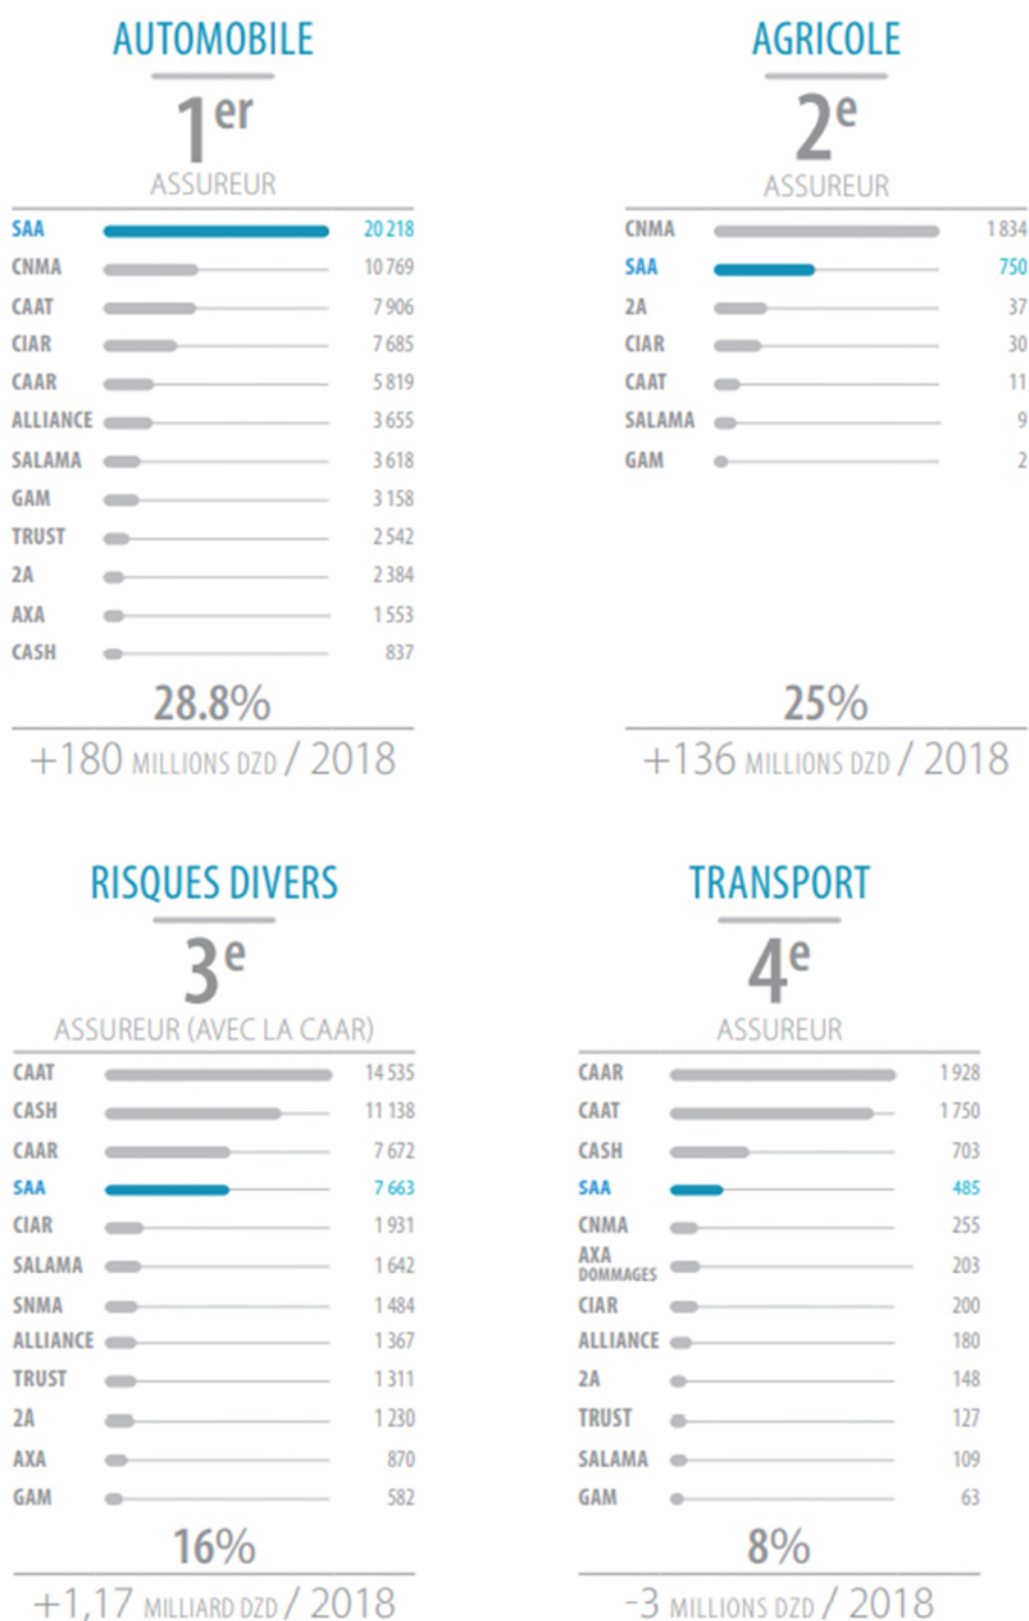 AUTOMOBILE
1er
ASSUREUR
SAA 20 218
CNMA 10 769
CAAT 7 906
CIAR 7 685
CAAR 5 819
ALLIANCE 3 655
SALAMA 3 618
GAM 3 158
TRUST 2 542
2A 2 384
AXA 1 553
CASH 837
28.8%
+180 MILLIONS DZD / 2018
AGRICOLE
2e
ASSUREUR
CNMA 1 834
SAA 750
2A 37
CIAR 30
CAAT 11
SALAMA 9
GAM 2
25%
+136 MILLIONS DZD / 2018
RISQUES DIVERS
3e
ASSUREUR (AVEC LA CAAR)
CAAT 14 535
CASH 11 138
CAAR 7 672
SAA 7 663
CIAR 1 931
SALAMA 1 642
SNMA 1 484
ALLIANCE 1 367
TRUST 1 311
2A 1 230
AXA 870
GAM 582
16%
+1,17 MILLIARD DZD / 2018
TRANSPORT
4e
ASSUREUR
CAAR 1 928
CAAT 1 750
CASH 703
SAA 485
CNMA 255
AXA
DOMMAGES 203
CIAR 200
ALLIANCE 180
2A 148
TRUST 127
SALAMA 109
GAM 63
8%
-3 MILLIONS DZD / 2018